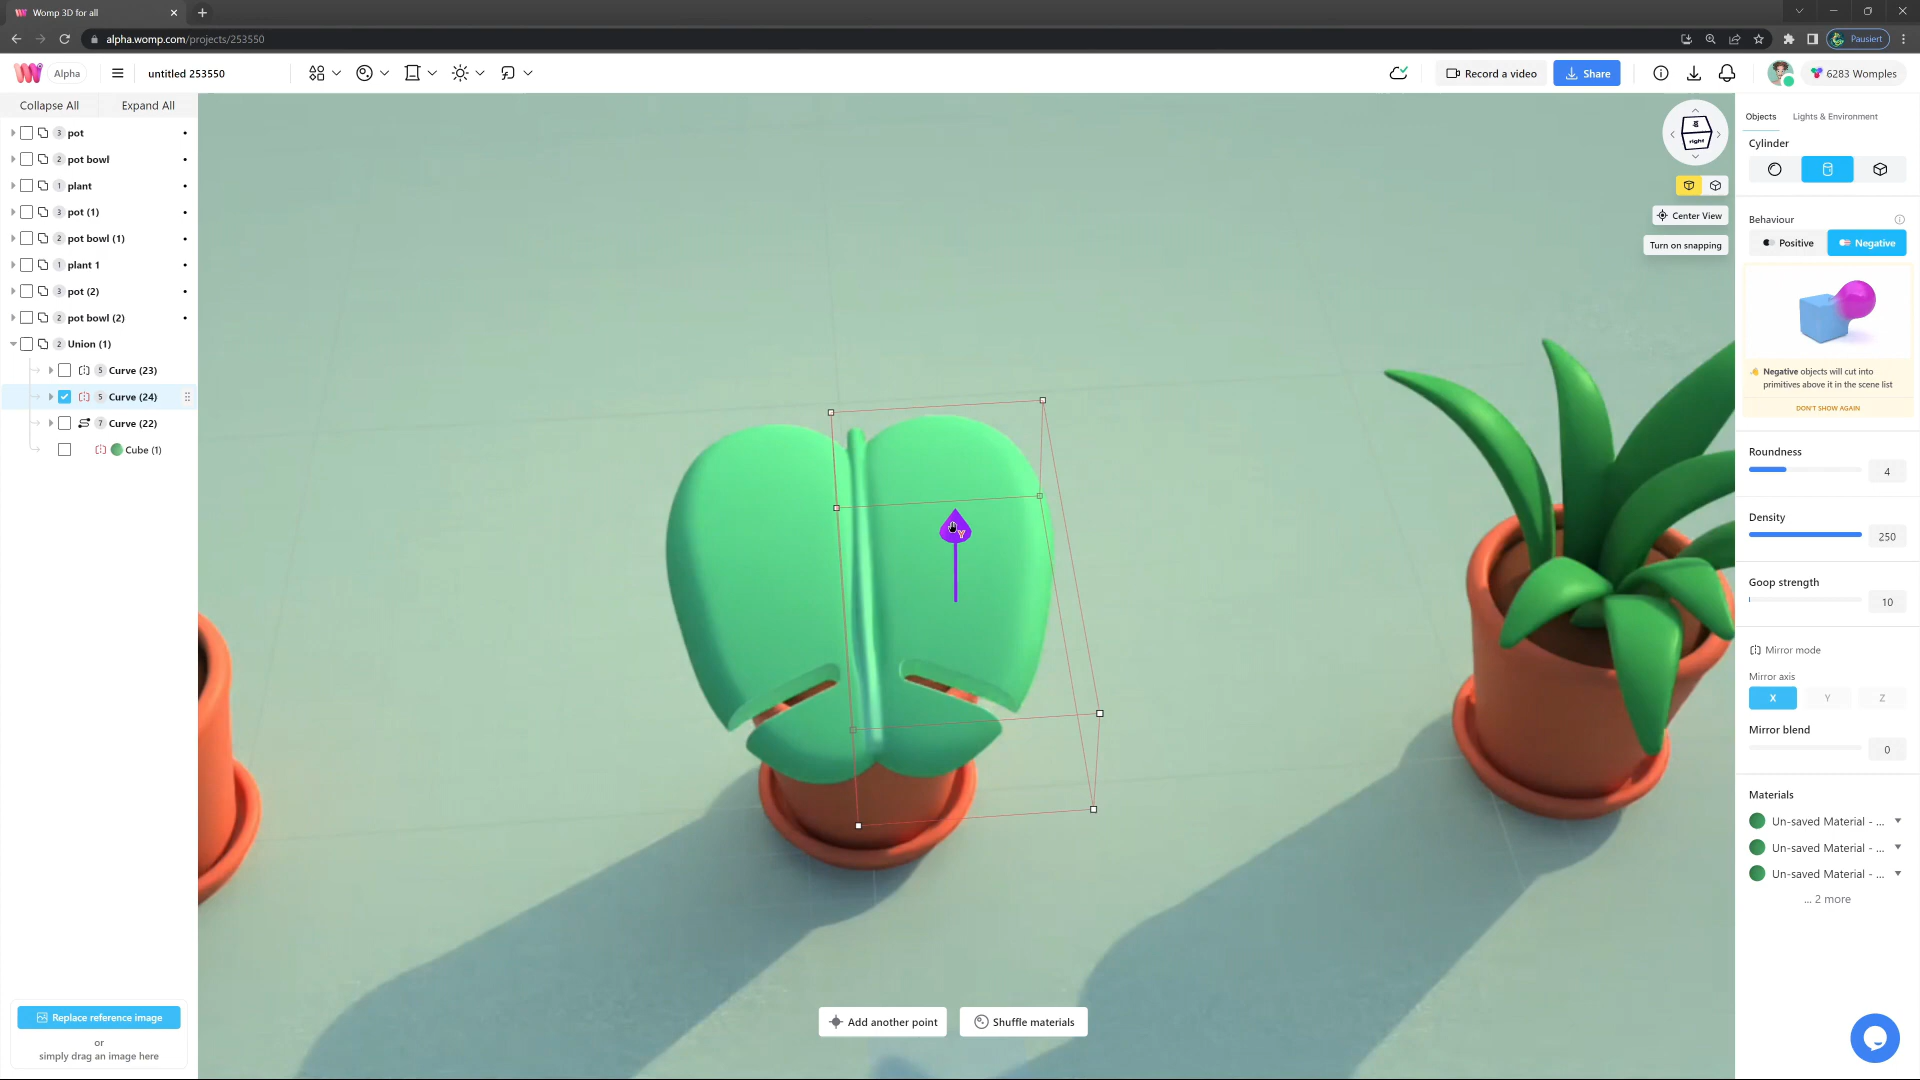 Womp 3D for all
alpha.womp.com/projects/253550
Pausiert
Alpha
untitled 253550
Record a video
Share
6283 Womples
Collapse All
Expand All
3 pot
2 pot bowl
1 plant
3 pot (1)
2 pot bowl (1)
1 plant 1
3 pot (2)
2 pot bowl (2)
2 Union (1)
5 Curve (23)
5 Curve (24)
7 Curve (22)
Cube (1)
Replace reference image
or
simply drag an image here
right
Center View
Turn on snapping
Y
Add another point
Shuffle materials
Objects
Lights & Environment
Cylinder
Behaviour
Positive
Negative
Negative objects will cut into
primitives above it in the scene list
DON'T SHOW AGAIN
Roundness
4
Density
250
Goop strength
10
Mirror mode
Mirror axis
X
Y
Z
Mirror blend
0
Materials
Un-saved Material - ...
Un-saved Material - ...
Un-saved Material - ...
... 2 more